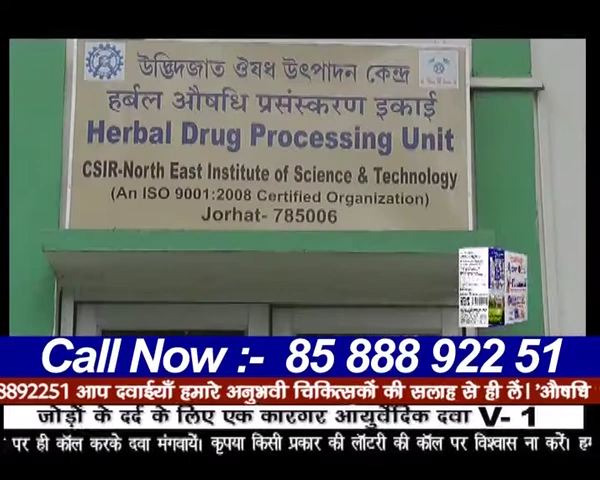 উদ্ভিদজাত ঔষধ উৎপাদন কেন্দ্ৰ
हर्बल औषधि प्रसंस्करण इकाई
Herbal Drug Processing Unit
CSIR-North East Institute of Science & Technology
(An ISO 9001:2008 Certified Organization)
Jorhat- 785006
Call Now :- 85 888 922 51
8892251 आप दवाईयाँ हमारे अनुभवी चिकित्सकों की सलाह से ही लें। 'औषधि
जोड़ों के दर्द के लिए एक कारगर आयुर्वेदिक दवा V- 1
पर ही कॉल करके दवा मंगवायें। कृपया किसी प्रकार की लॉटरी की कॉल पर विश्वास ना करें।